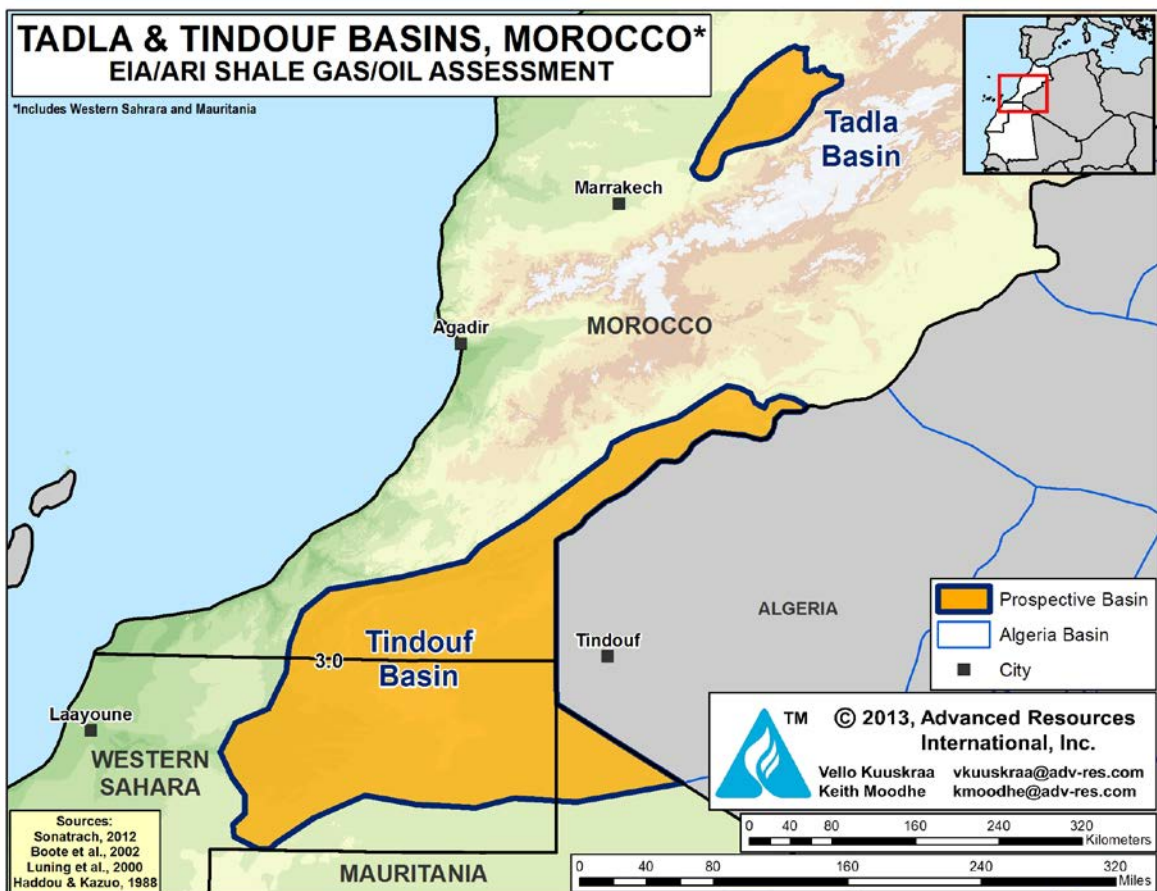 TADLA & TINDOUF BASINS, MOROCCO*
EIA/ARI SHALE GAS/OIL ASSESSMENT
*Includes Western Sahrara and Mauritania
Tadla
Basin
Marrakech
Agadir
MOROCCO
ALGERIA
Tindouf
Tindouf
Basin
3.0
Laayoune
WESTERN
SAHARA
MAURITANIA
Prospective Basin
Algeria Basin
City
TM
© 2013, Advanced Resources
International, Inc.
Vello Kuuskraa vkuuskraa@adv-res.com
Keith Moodhe kmoodhe@adv-res.com
Sources:
Sonatrach, 2012
Boote et al., 2002
Luning et al., 2000
Haddou & Kazuo, 1988
0 40 80 160 240 320
Kilometers
0 40 80 160 240 320
Miles